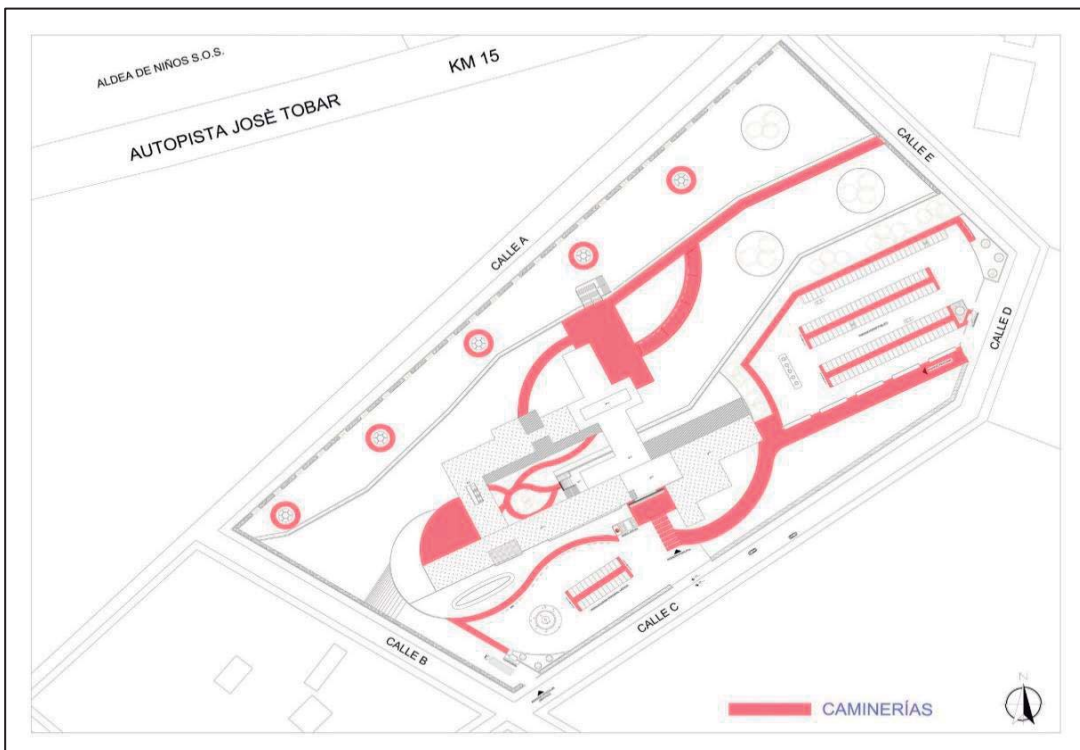 ALDEA DE NIÑOS S.O.S.
KM 15
AUTOPISTA JOSÈ TOBAR
CALLE E
CALLE A
CALLE D
CALLE C
CALLE B
CAMINERÍAS